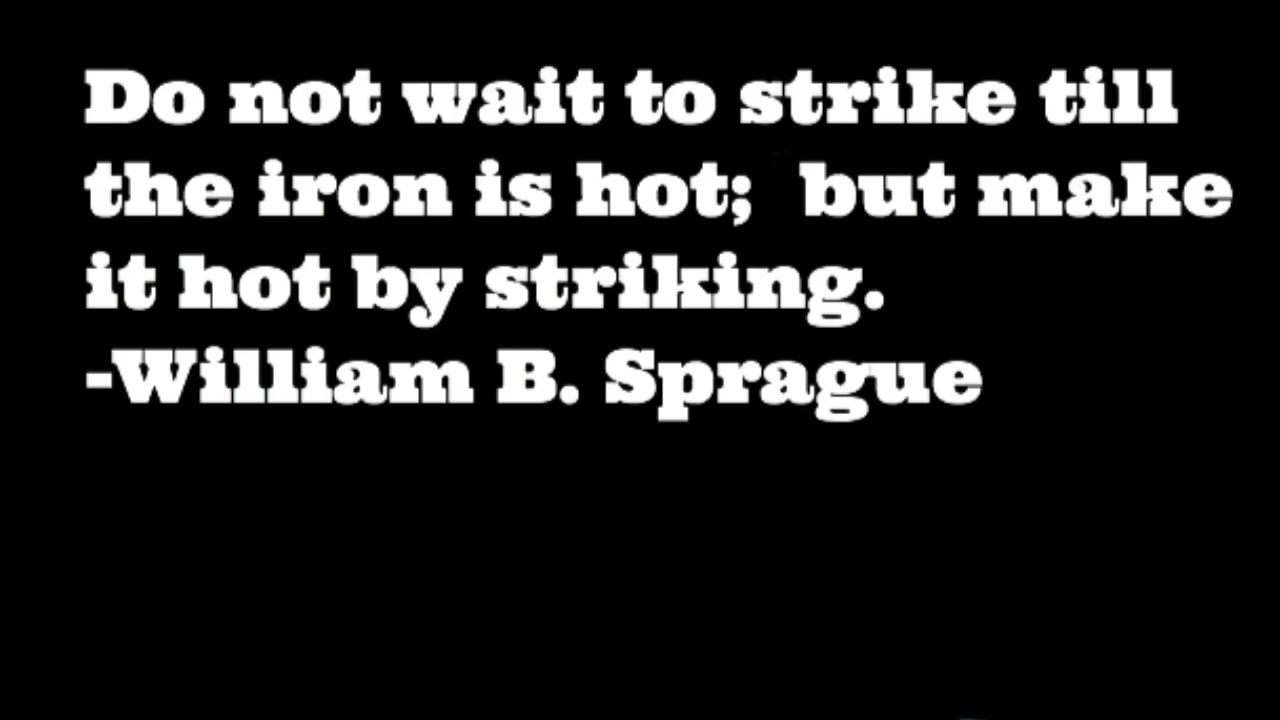 Do not wait to strike till
the iron is hot;  but make
it hot by striking.
-William B. Sprague